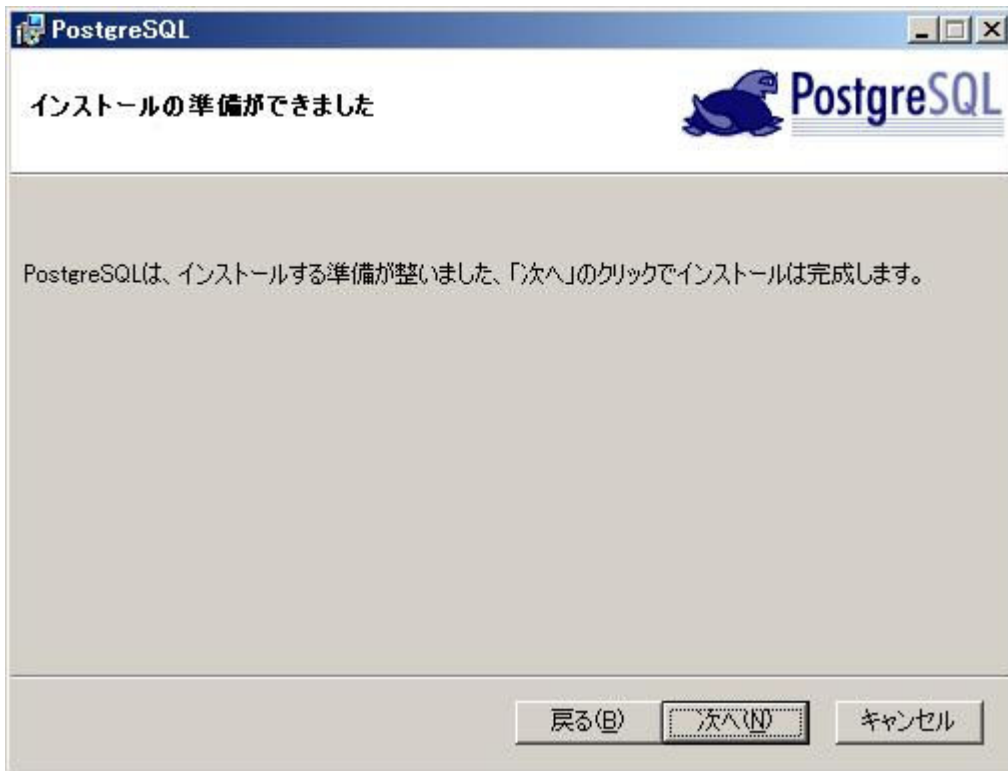 PostgreSQL
インストールの準備ができました
PostgreSQL
PostgreSQLは、インストールする準備が整いました、「次へ」のクリックでインストールは完成します。
戻る(B)
次へ(N)
キャンセル